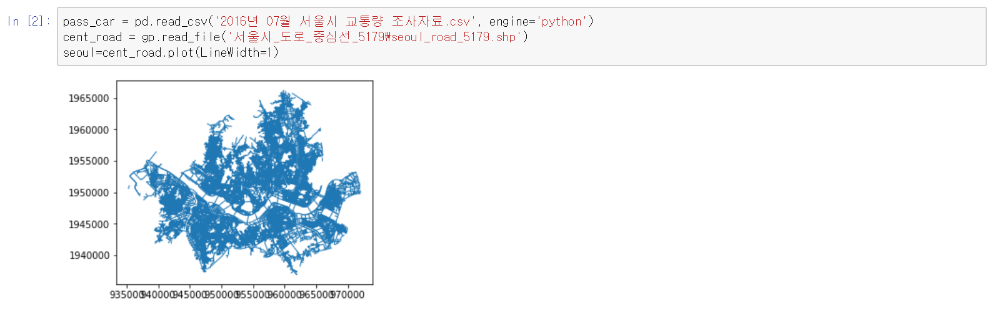 In [2]:
pass_car = pd.read_csv('2016년 07월 서울시 교통량 조사자료.csv', engine='python')
cent_road = gp.read_file('서울시_도로_중심선_5179₩seoul_road_5179.shp')
seoul=cent_road.plot(LineWidth=1)
1965000
1960000
1955000
1950000
1945000
1940000
935000 940000 945000 950000 955000 960000 965000 970000